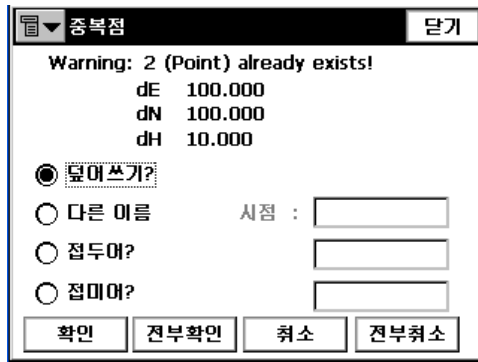 중복점 닫기
Warning: 2 (Point) already exists!
dE 100.000
dN 100.000
dH 10.000
덮어쓰기?
다른 이름 시점 :
접두어?
접미어?
확인 전부확인 취소 전부취소